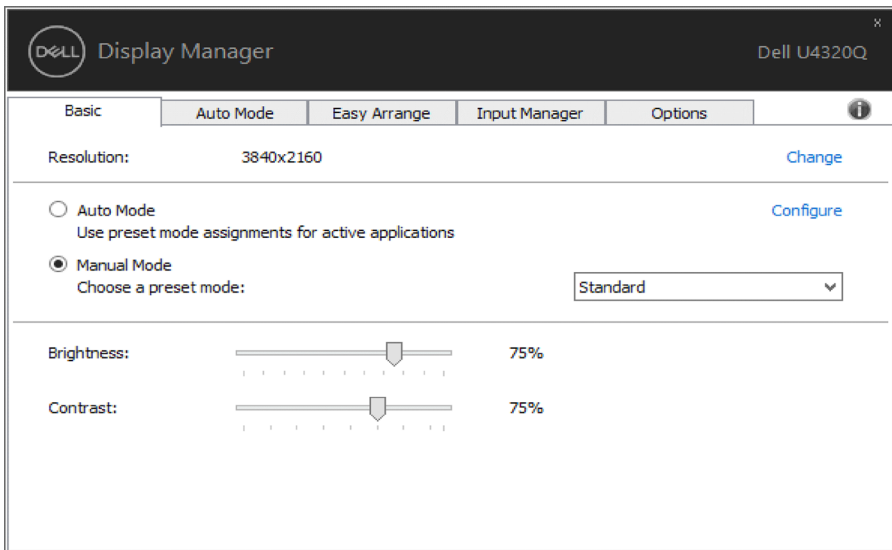 x
DELL Display Manager Dell U4320Q
Basic Auto Mode Easy Arrange Input Manager Options i
Resolution: 3840x2160 Change
Auto Mode Configure
Use preset mode assignments for active applications
Manual Mode
Choose a preset mode: Standard
Brightness: 75%
Contrast: 75%